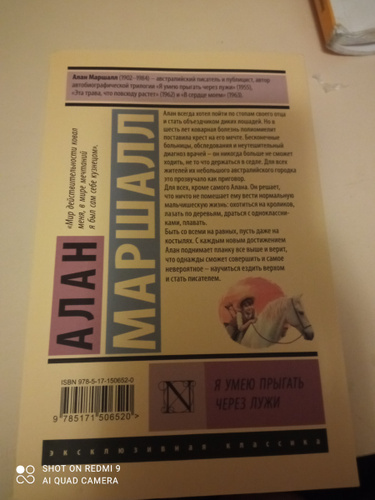 Алан Маршалл (1902 - 1984) — австралийский писатель и публицист, автор
автобиографической трилогии «Я умею прыгать через лужи» (1955),
«Это трава, что повсюду растет» (1962) и «В сердце моем» (1963).
«Мир действительности ковал
меня, в мире мечтаний
я был сам себе кузнецом».
АЛАН
МАРШАЛЛ
Алан всегда хотел пойти по стопам своего отца
и стать объездчиком диких лошадей. Но в
шесть лет коварная болезнь полиомиелит
поставила крест на его мечте. Бесконечные
больницы, обследования и неутешительный
диагноз врачей – он никогда больше не сможет
ходить, не то что держаться в седле. Для всех
жителей их небольшого австралийского городка
это прозвучало как приговор.
Для всех, кроме самого Алана. Он решает,
что ничто не помешает ему вести нормальную
мальчишескую жизнь: охотиться на кроликов,
лазать по деревьям, драться с одноклассни-
ками, плавать.
Быть со всеми на равных, пусть даже на
костылях. С каждым новым достижением
Алан поднимает планку все выше и верит,
что однажды сможет совершить и самое
невероятное – научиться ездить верхом
и стать писателем.
ISBN 978-5-17-150652-0
9 785171 506520
N
Я УМЕЮ ПРЫГАТЬ
ЧЕРЕЗ ЛУЖИ
эксклюзивная классика
SHOT ON REDMI 9
AI QUAD CAMERA